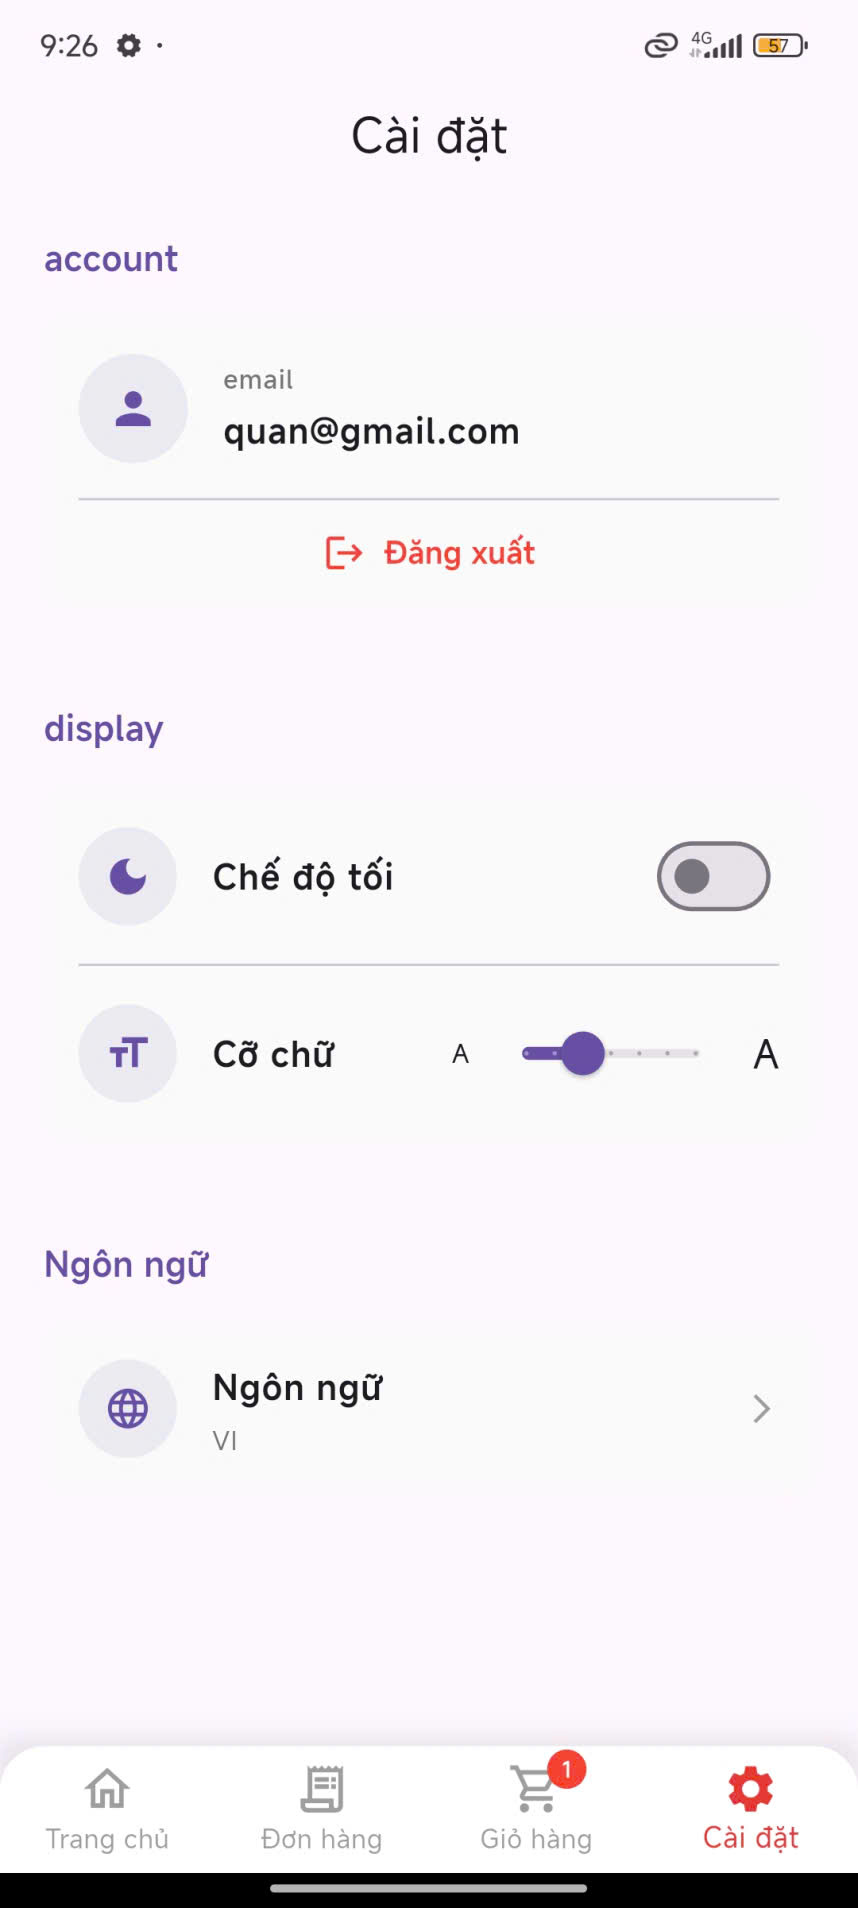 9:26
4G
57
Cài đặt
account
email
quan@gmail.com
Đăng xuất
display
Chế độ tối
TT
Cỡ chữ
A
A
Ngôn ngữ
Ngôn ngữ
VI
1
Trang chủ
Đơn hàng
Giỏ hàng
Cài đặt